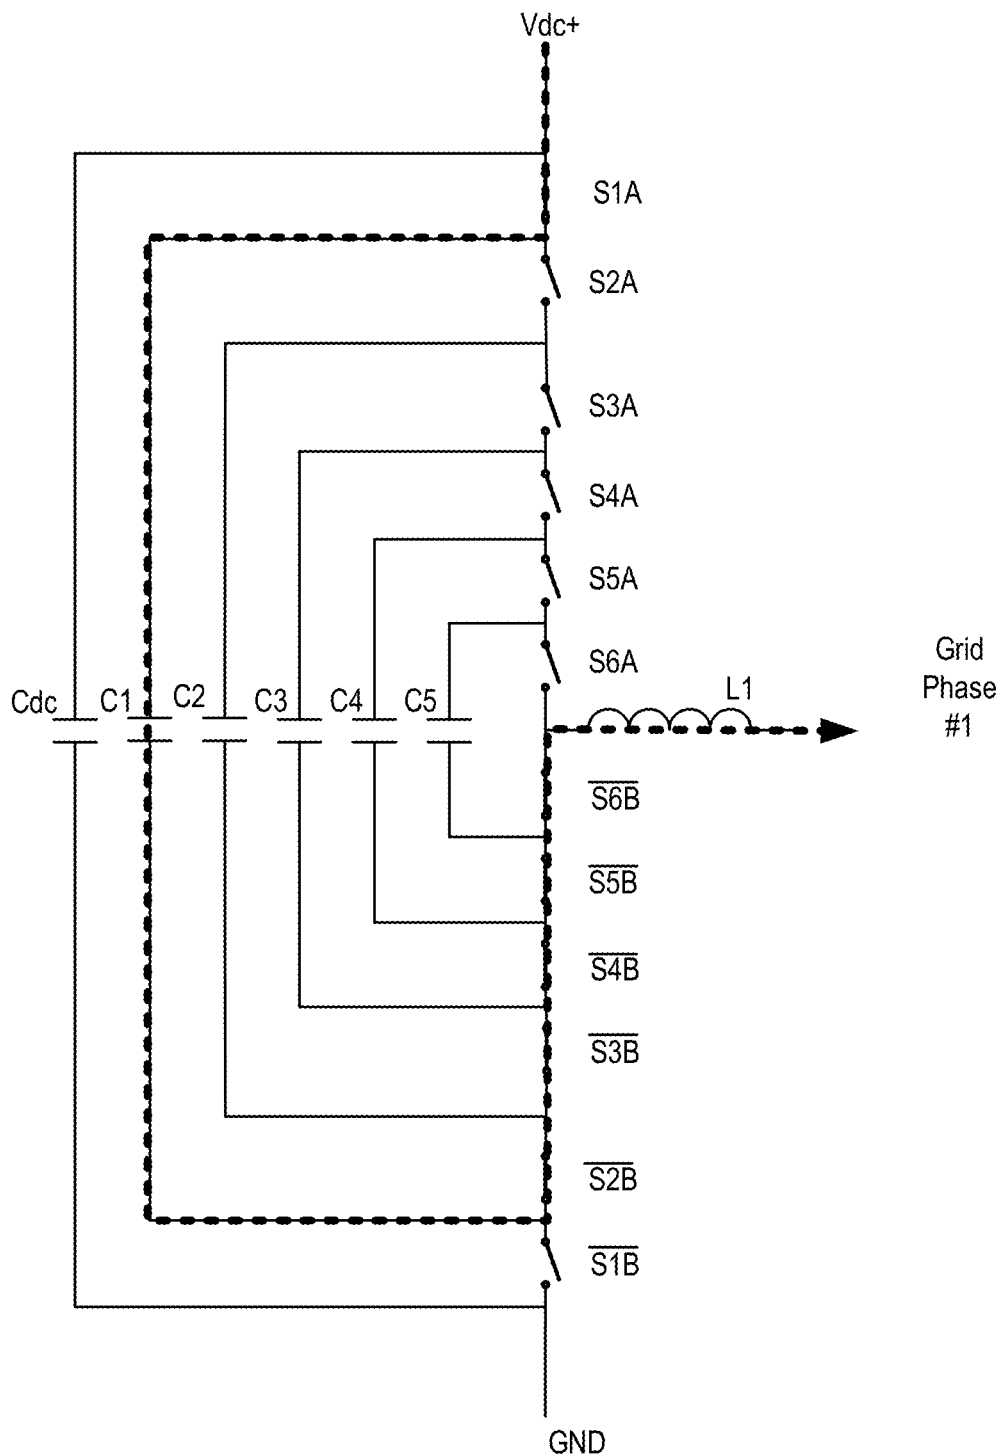 Vdc+
S1A
S2A
S3A
S4A
S5A
S6A
Cdc C1 C2 C3 C4 C5
L1
Grid
Phase
#1
S6B
S5B
S4B
S3B
S2B
S1B
GND